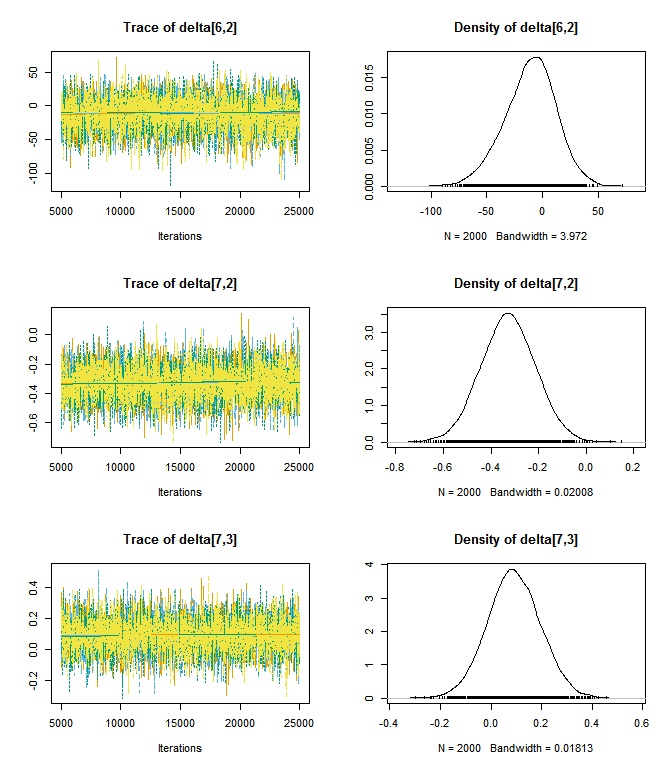 Trace of delta[6,2]
50
0
-50
-100
5000 10000 15000 20000 25000
Iterations
Density of delta[6,2]
0.015
0.010
0.005
0.000
-100 -50 0 50
N = 2000 Bandwidth = 3.972
Trace of delta[7,2]
0.0
-0.2
-0.4
-0.6
5000 10000 15000 20000 25000
Iterations
Density of delta[7,2]
3.0
2.0
1.0
0.0
-0.8 -0.6 -0.4 -0.2 0.0 0.2
N = 2000 Bandwidth = 0.02008
Trace of delta[7,3]
0.4
0.2
0.0
-0.2
5000 10000 15000 20000 25000
Iterations
Density of delta[7,3]
4
3
2
1
0
-0.4 -0.2 0.0 0.2 0.4 0.6
N = 2000 Bandwidth = 0.01813